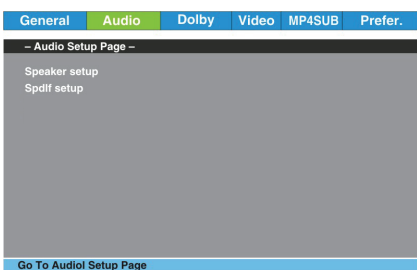 General Audio Dolby Video MP4SUB Prefer.
– Audio Setup Page –
Speaker setup
Spdlf setup
Go To Audiol Setup Page